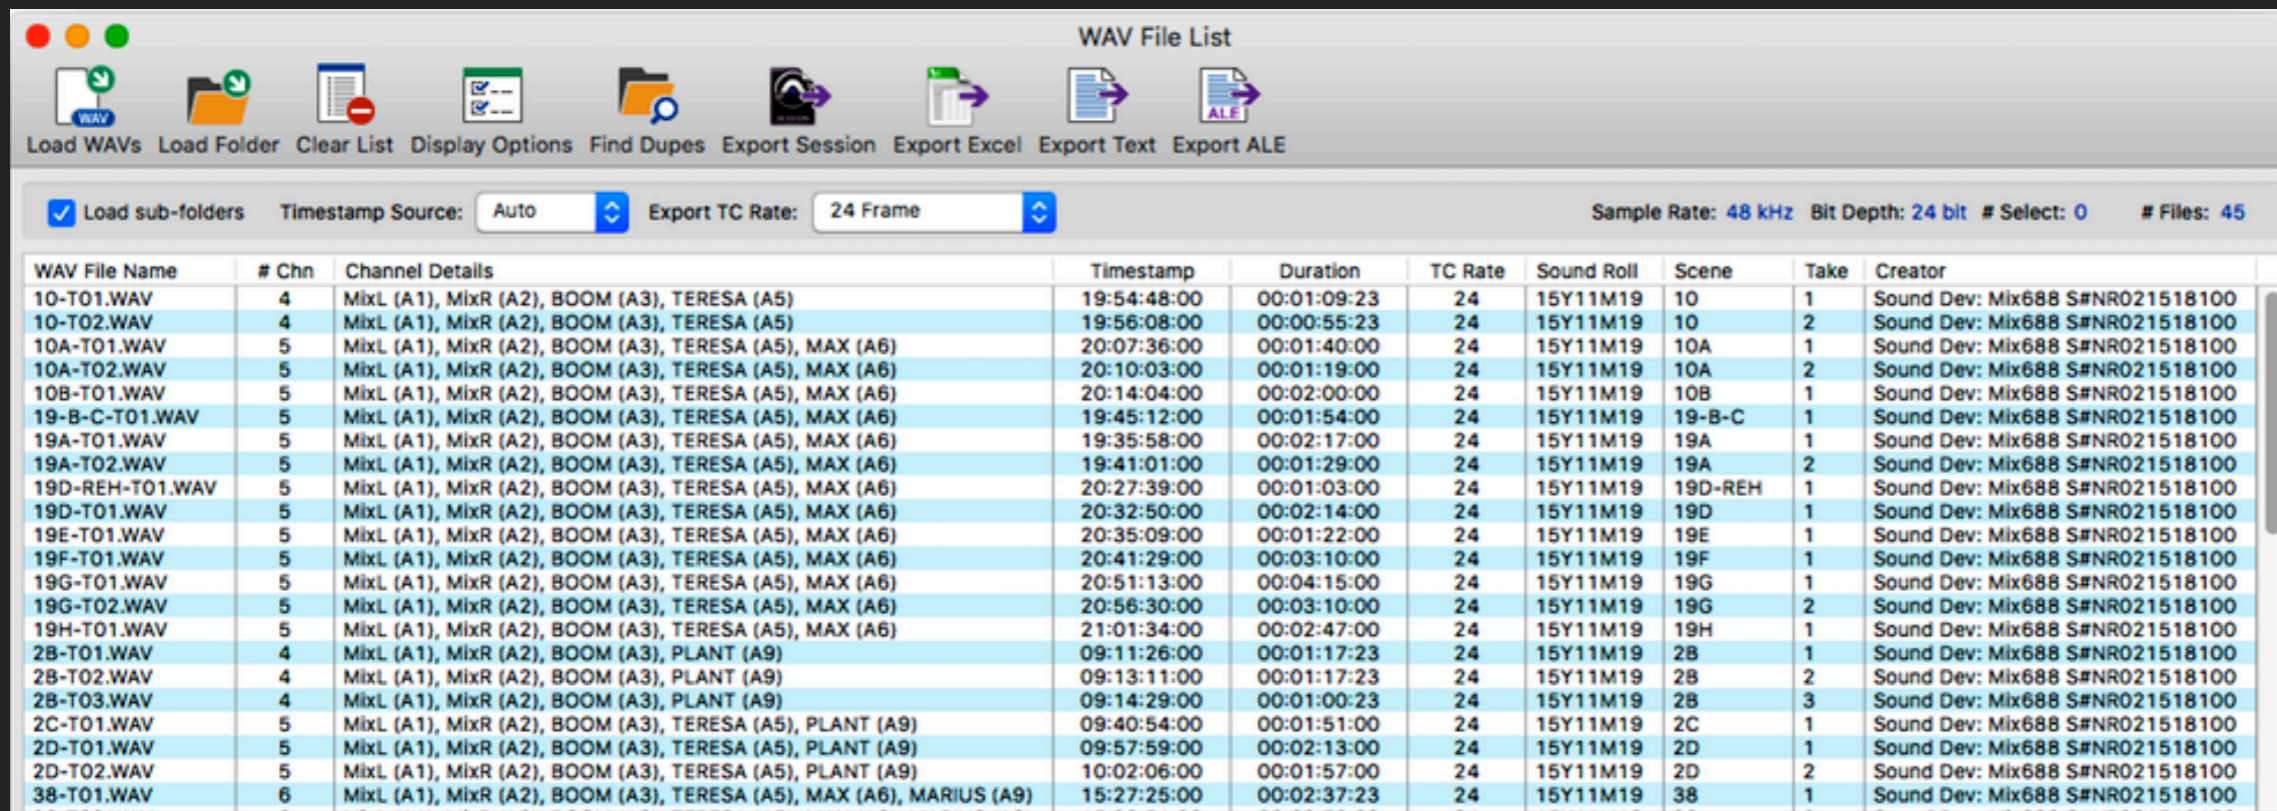 WAV File List
WAV
ALE
Load WAVs Load Folder Clear List Display Options Find Dupes Export Session Export Excel Export Text Export ALE
Load sub-folders Timestamp Source: Auto Export TC Rate: 24 Frame Sample Rate: 48 kHz Bit Depth: 24 bit # Select: 0 # Files: 45
WAV File Name # Chn Channel Details Timestamp Duration TC Rate Sound Roll Scene Take Creator
10-T01.WAV 4 MixL (A1), MixR (A2), BOOM (A3), TERESA (A5) 19:54:48:00 00:01:09:23 24 15Y11M19 10 1 Sound Dev: Mix688 S#NR021518100
10-T02.WAV 4 MixL (A1), MixR (A2), BOOM (A3), TERESA (A5) 19:56:08:00 00:00:55:23 24 15Y11M19 10 2 Sound Dev: Mix688 S#NR021518100
10A-T01.WAV 5 MixL (A1), MixR (A2), BOOM (A3), TERESA (A5), MAX (A6) 20:07:36:00 00:01:40:00 24 15Y11M19 10A 1 Sound Dev: Mix688 S#NR021518100
10A-T02.WAV 5 MixL (A1), MixR (A2), BOOM (A3), TERESA (A5), MAX (A6) 20:10:03:00 00:01:19:00 24 15Y11M19 10A 2 Sound Dev: Mix688 S#NR021518100
10B-T01.WAV 5 MixL (A1), MixR (A2), BOOM (A3), TERESA (A5), MAX (A6) 20:14:04:00 00:02:00:00 24 15Y11M19 10B 1 Sound Dev: Mix688 S#NR021518100
19-B-C-T01.WAV 5 MixL (A1), MixR (A2), BOOM (A3), TERESA (A5), MAX (A6) 19:45:12:00 00:01:54:00 24 15Y11M19 19-B-C 1 Sound Dev: Mix688 S#NR021518100
19A-T01.WAV 5 MixL (A1), MixR (A2), BOOM (A3), TERESA (A5), MAX (A6) 19:35:58:00 00:02:17:00 24 15Y11M19 19A 1 Sound Dev: Mix688 S#NR021518100
19A-T02.WAV 5 MixL (A1), MixR (A2), BOOM (A3), TERESA (A5), MAX (A6) 19:41:01:00 00:01:29:00 24 15Y11M19 19A 2 Sound Dev: Mix688 S#NR021518100
19D-REH-T01.WAV 5 MixL (A1), MixR (A2), BOOM (A3), TERESA (A5), MAX (A6) 20:27:39:00 00:01:03:00 24 15Y11M19 19D-REH 1 Sound Dev: Mix688 S#NR021518100
19D-T01.WAV 5 MixL (A1), MixR (A2), BOOM (A3), TERESA (A5), MAX (A6) 20:32:50:00 00:02:14:00 24 15Y11M19 19D 1 Sound Dev: Mix688 S#NR021518100
19E-T01.WAV 5 MixL (A1), MixR (A2), BOOM (A3), TERESA (A5), MAX (A6) 20:35:09:00 00:01:22:00 24 15Y11M19 19E 1 Sound Dev: Mix688 S#NR021518100
19F-T01.WAV 5 MixL (A1), MixR (A2), BOOM (A3), TERESA (A5), MAX (A6) 20:41:29:00 00:03:10:00 24 15Y11M19 19F 1 Sound Dev: Mix688 S#NR021518100
19G-T01.WAV 5 MixL (A1), MixR (A2), BOOM (A3), TERESA (A5), MAX (A6) 20:51:13:00 00:04:15:00 24 15Y11M19 19G 1 Sound Dev: Mix688 S#NR021518100
19G-T02.WAV 5 MixL (A1), MixR (A2), BOOM (A3), TERESA (A5), MAX (A6) 20:56:30:00 00:03:10:00 24 15Y11M19 19G 2 Sound Dev: Mix688 S#NR021518100
19H-T01.WAV 5 MixL (A1), MixR (A2), BOOM (A3), TERESA (A5), MAX (A6) 21:01:34:00 00:02:47:00 24 15Y11M19 19H 1 Sound Dev: Mix688 S#NR021518100
2B-T01.WAV 4 MixL (A1), MixR (A2), BOOM (A3), PLANT (A9) 09:11:26:00 00:01:17:23 24 15Y11M19 2B 1 Sound Dev: Mix688 S#NR021518100
2B-T02.WAV 4 MixL (A1), MixR (A2), BOOM (A3), PLANT (A9) 09:13:11:00 00:01:17:23 24 15Y11M19 2B 2 Sound Dev: Mix688 S#NR021518100
2B-T03.WAV 4 MixL (A1), MixR (A2), BOOM (A3), PLANT (A9) 09:14:29:00 00:01:00:23 24 15Y11M19 2B 3 Sound Dev: Mix688 S#NR021518100
2C-T01.WAV 5 MixL (A1), MixR (A2), BOOM (A3), TERESA (A5), PLANT (A9) 09:40:54:00 00:01:51:00 24 15Y11M19 2C 1 Sound Dev: Mix688 S#NR021518100
2D-T01.WAV 5 MixL (A1), MixR (A2), BOOM (A3), TERESA (A5), PLANT (A9) 09:57:59:00 00:02:13:00 24 15Y11M19 2D 1 Sound Dev: Mix688 S#NR021518100
2D-T02.WAV 5 MixL (A1), MixR (A2), BOOM (A3), TERESA (A5), PLANT (A9) 10:02:06:00 00:01:57:00 24 15Y11M19 2D 2 Sound Dev: Mix688 S#NR021518100
38-T01.WAV 6 MixL (A1), MixR (A2), BOOM (A3), TERESA (A5), MAX (A6), MARIUS (A9) 15:27:25:00 00:02:37:23 24 15Y11M19 38 1 Sound Dev: Mix688 S#NR021518100